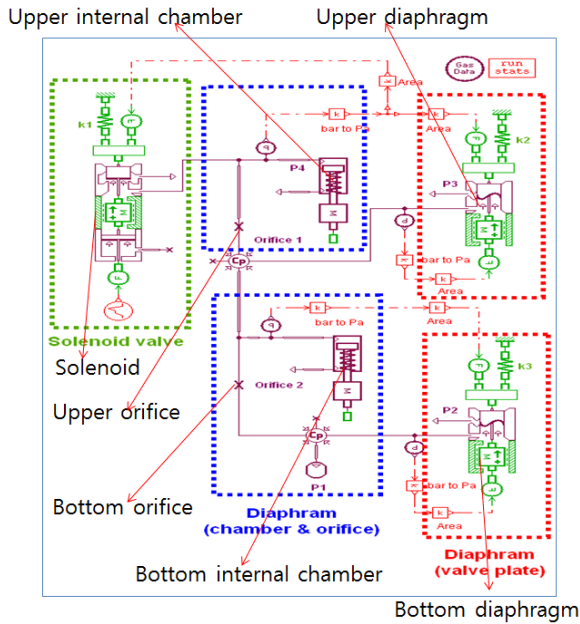 Upper internal chamber
Upper diaphragm
Gas
Data
run
stats
Area
k1
F
k
bar to Pa
k
Area
F
k2
P
P4
P3
M
M
M
P
Orifice 1
Cp
k
bar to Pa
k
Area
F
F
Solenoid valve
P
k
bar to Pa
k
Area
F
k3
Solenoid
Orifice 2
P2
M
M
Upper orifice
Cp
P
P1
k
bar to Pa
k
Area
F
Bottom orifice
Diaphram
(chamber & orifice)
Bottom internal chamber
Diaphram
(valve plate)
Bottom diaphragm